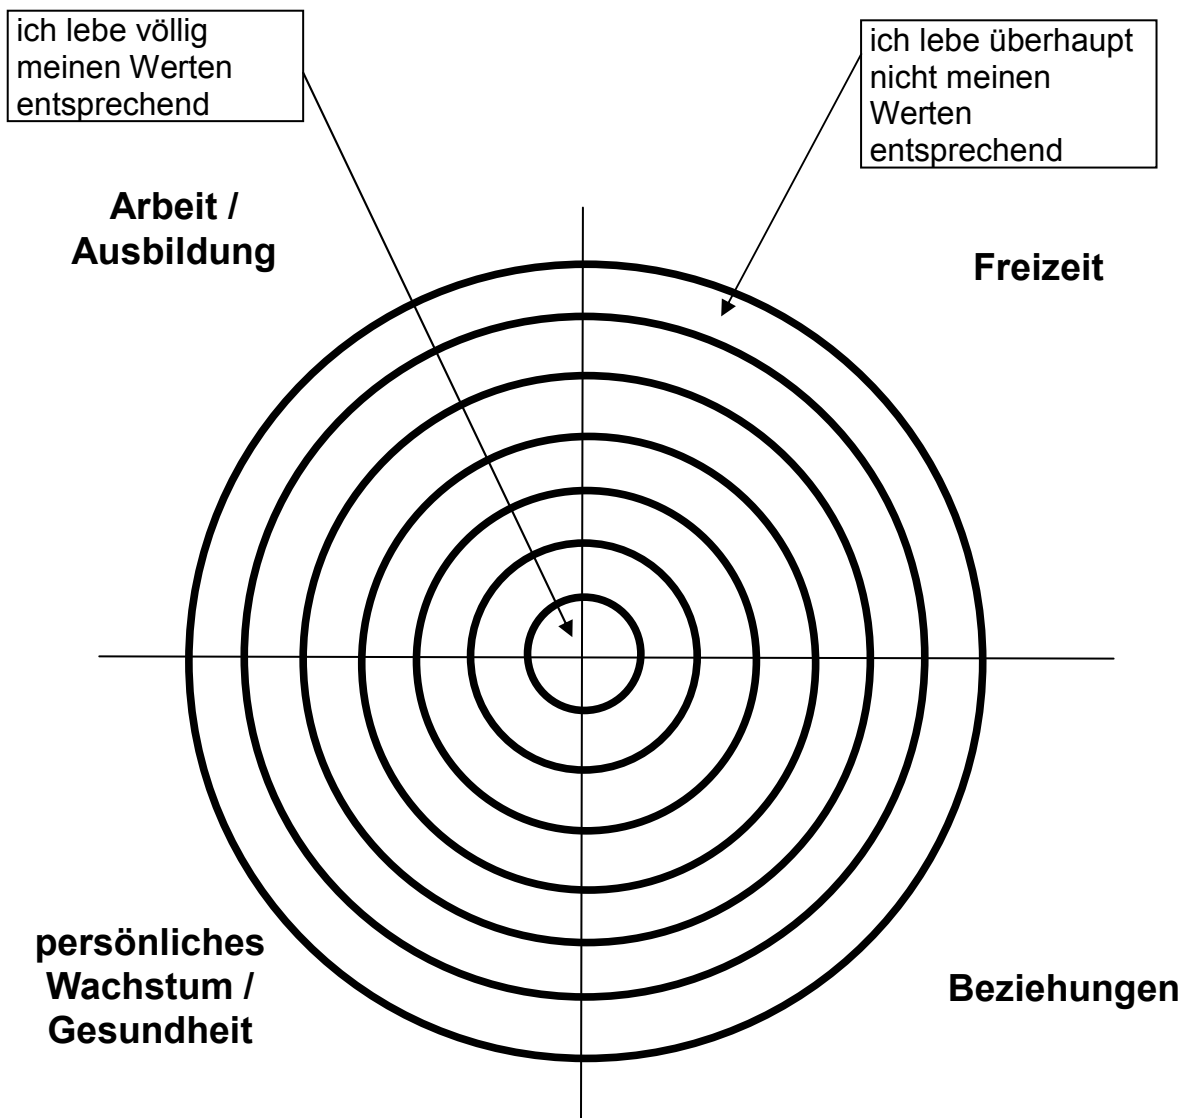 ich lebe völlig
meinen Werten
entsprechend
ich lebe überhaupt
nicht meinen
Werten
entsprechend
Arbeit /
Ausbildung
Freizeit
persönliches
Wachstum /
Gesundheit
Beziehungen